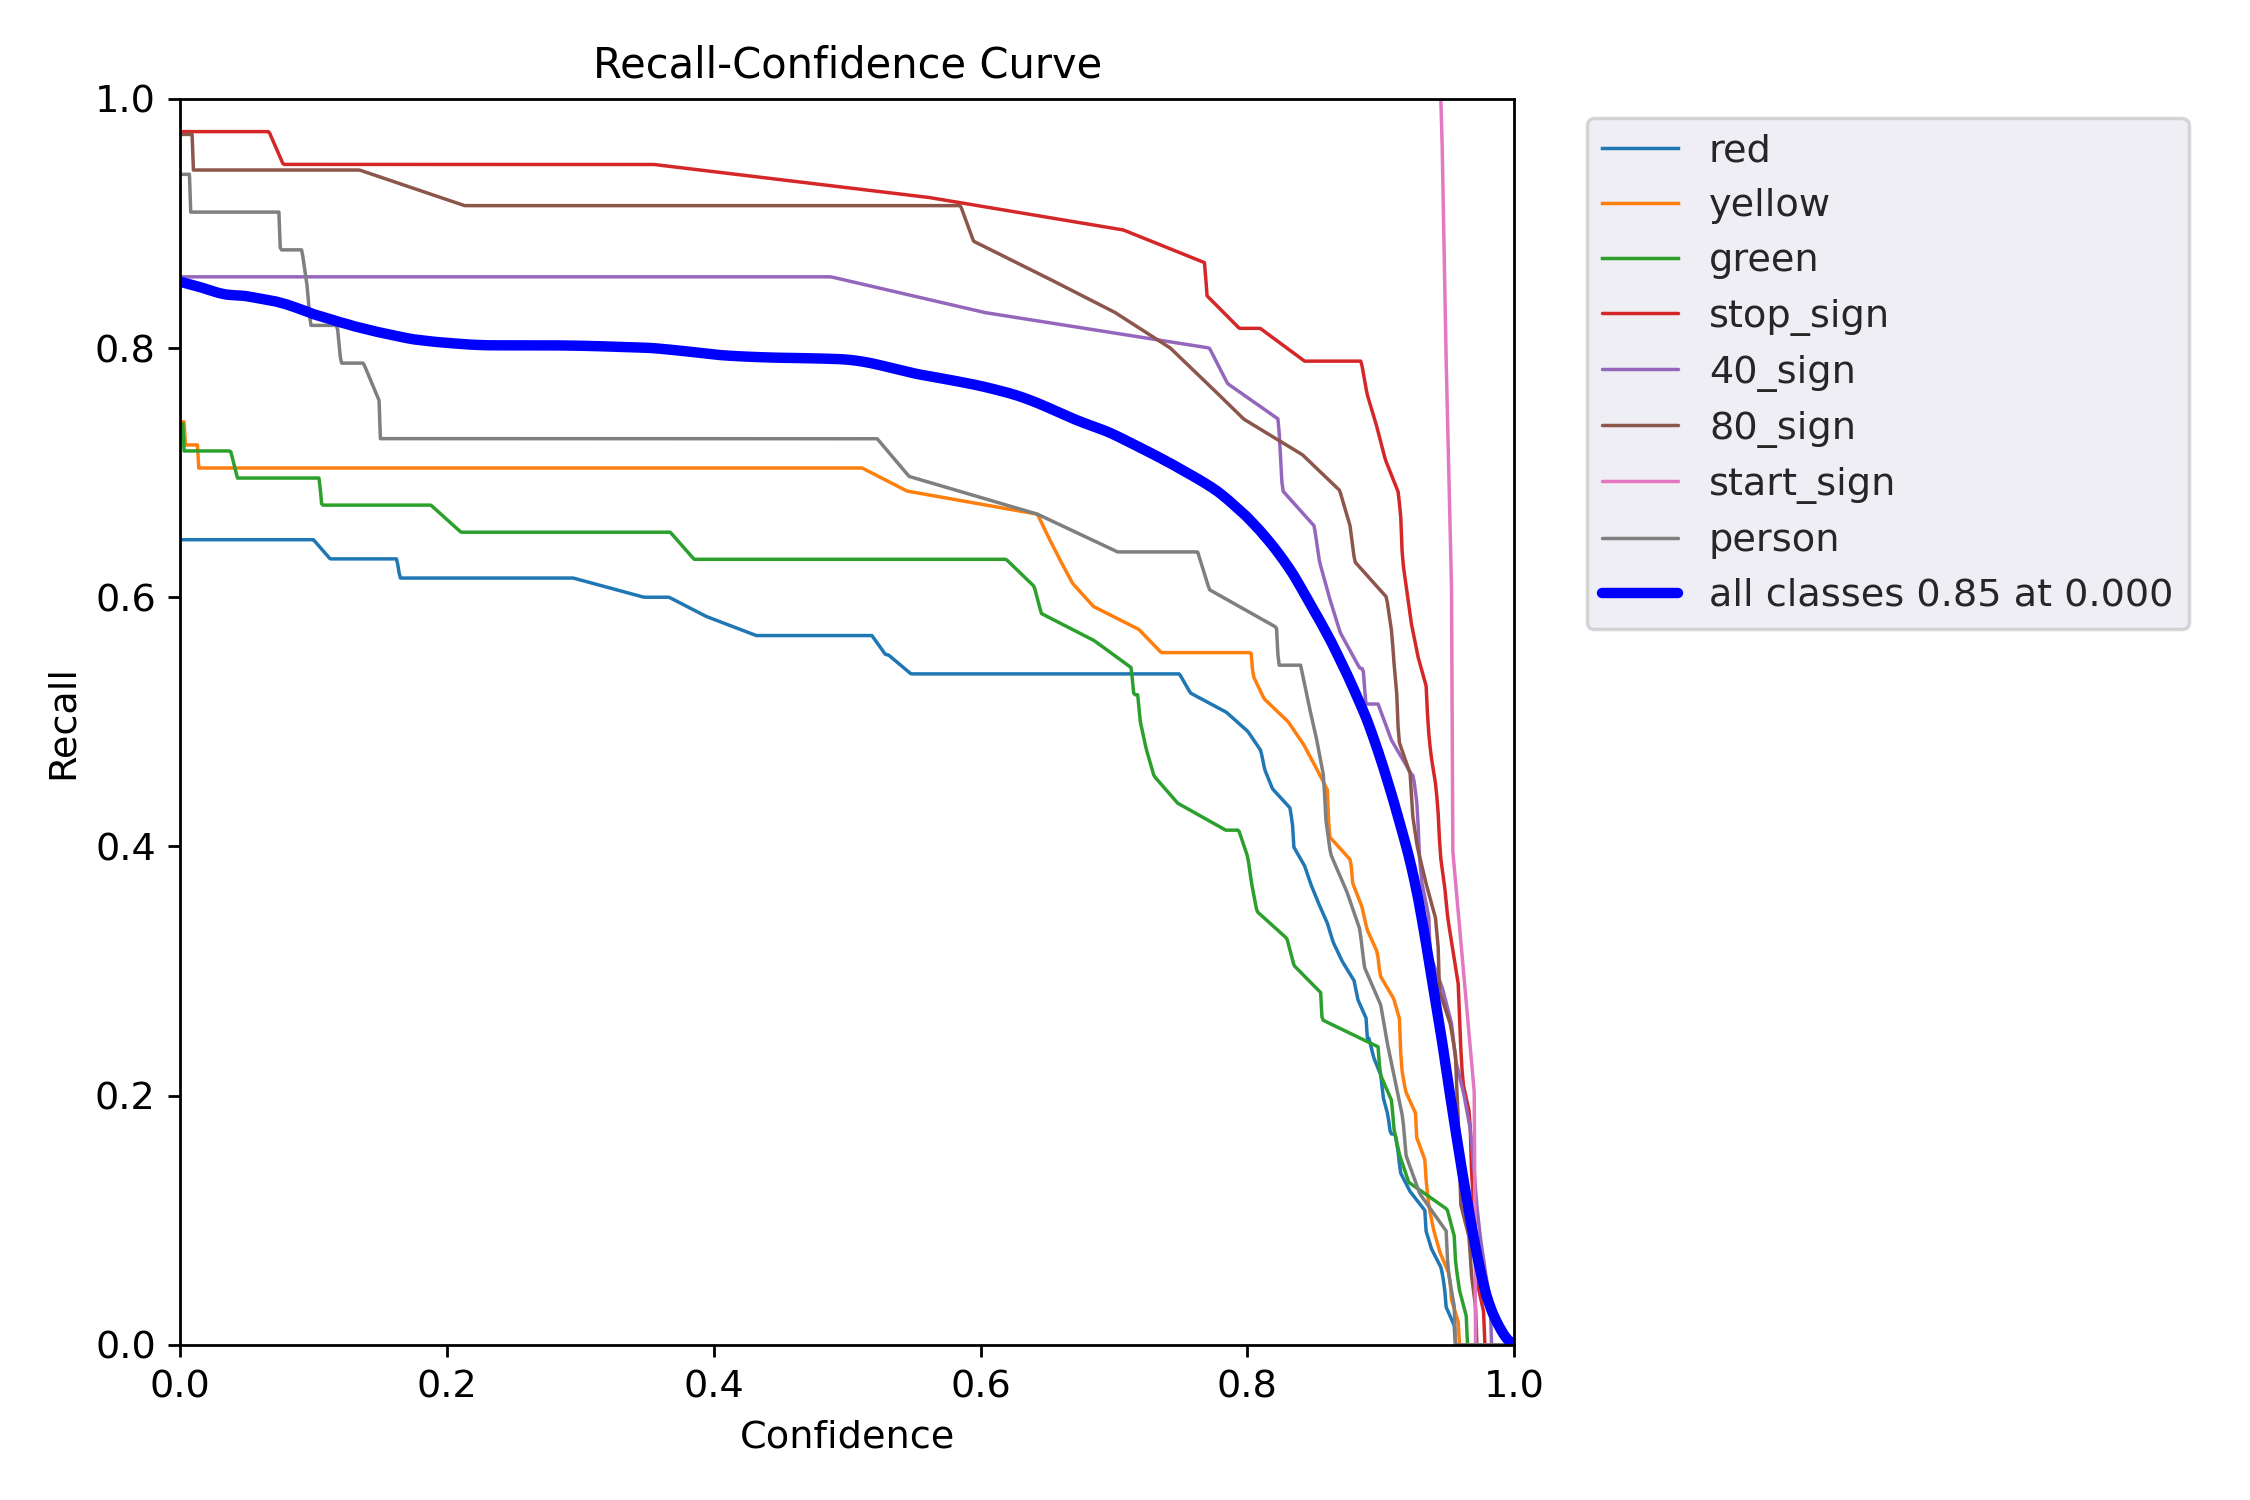 Recall-Confidence Curve
1.0
0.8
0.6
0.4
0.2
0.0
Recall
0.0 0.2 0.4 0.6 0.8 1.0
Confidence
red
yellow
green
stop_sign
40_sign
80_sign
start_sign
person
all classes 0.85 at 0.000